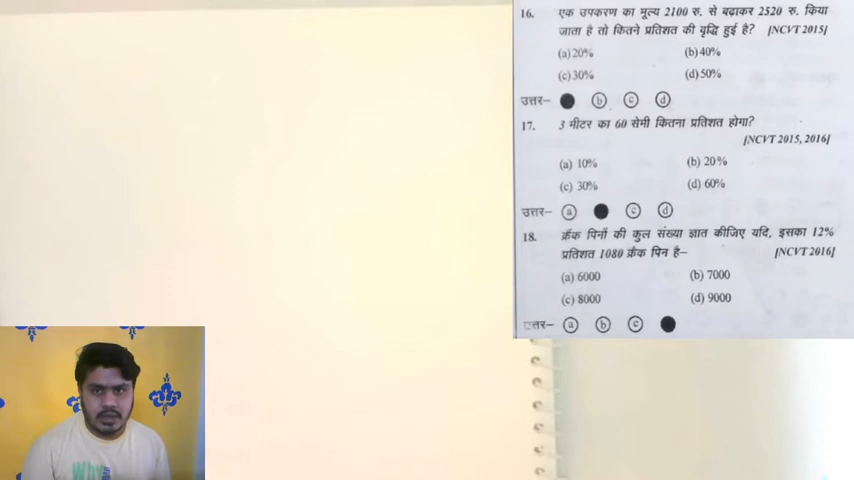 16. एक उपकरण का मूल्य 2100 रु. से बढ़ाकर 2520 रु. किया
जाता है तो कितने प्रतिशत की वृद्धि हुई है? [NCVT 2015]
(a) 20% (b) 40%
(c) 30% (d) 50%
उत्तर– b c d
17. 3 मीटर का 60 सेमी कितना प्रतिशत होगा?
[NCVT 2015, 2016]
(a) 10% (b) 20%
(c) 30% (d) 60%
उत्तर– a c d
18. क्रैंक पिनों की कुल संख्या ज्ञात कीजिए यदि, इसका 12%
प्रतिशत 1080 क्रैंक पिन है– [NCVT 2016]
(a) 6000 (b) 7000
(c) 8000 (d) 9000
उत्तर– a b c
Why